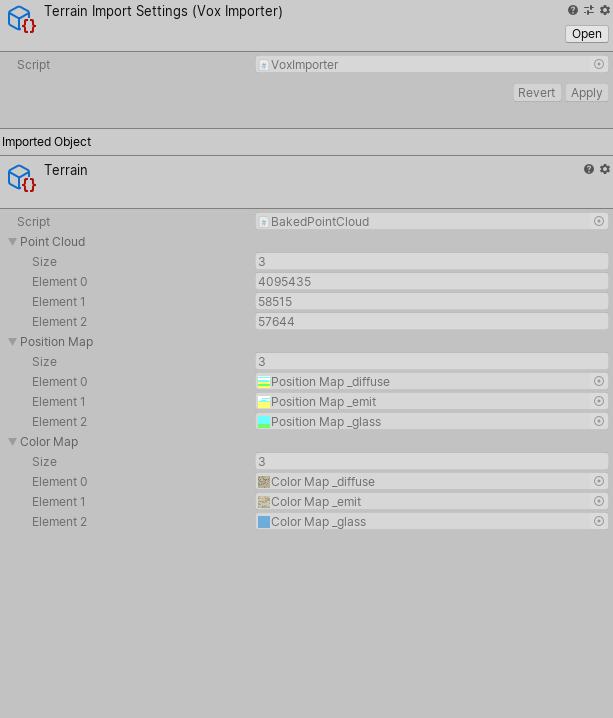 Terrain Import Settings (Vox Importer)
Open
Script VoxImporter
Revert Apply
Imported Object
Terrain
Script BakedPointCloud
Point Cloud
Size 3
Element 0 4095435
Element 1 58515
Element 2 57644
Position Map
Size 3
Element 0 Position Map _diffuse
Element 1 Position Map _emit
Element 2 Position Map _glass
Color Map
Size 3
Element 0 Color Map _diffuse
Element 1 Color Map _emit
Element 2 Color Map _glass